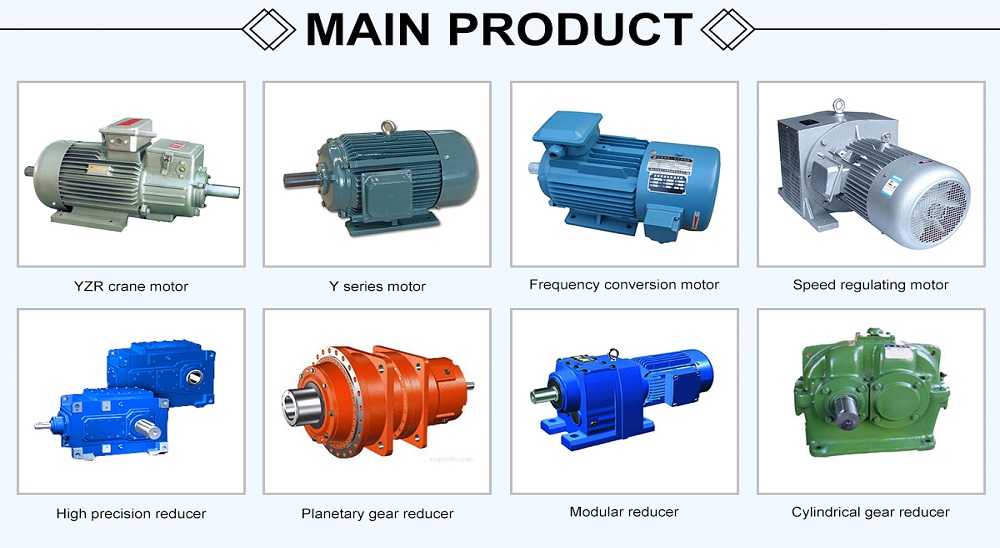 MAIN PRODUCT
YZR crane motor
Y series motor
Frequency conversion motor
Speed regulating motor
High precision reducer
Planetary gear reducer
Modular reducer
Cylindrical gear reducer